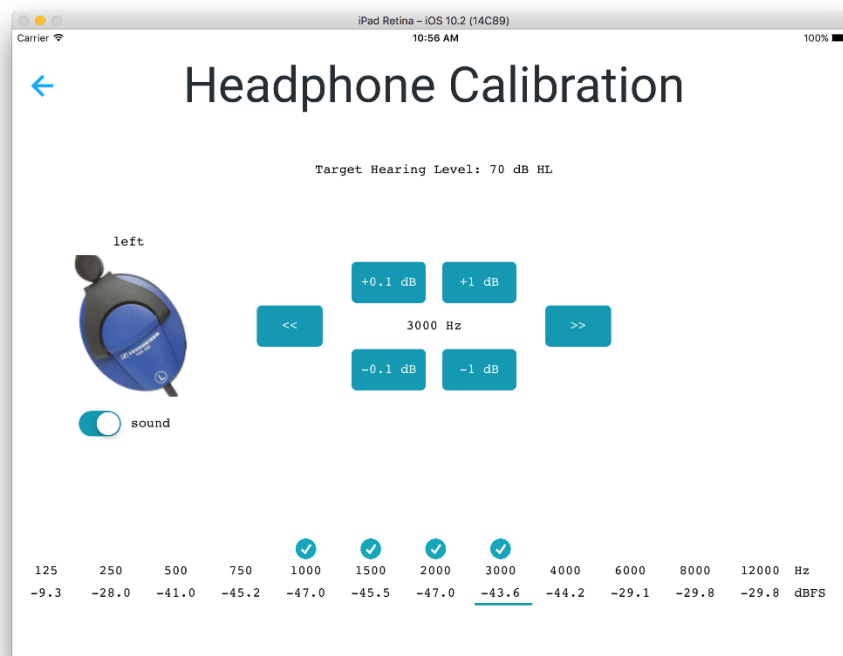 iPad Retina – iOS 10.2 (14C89)
Carrier 10:56 AM 100%
Headphone Calibration
Target Hearing Level: 70 dB HL
left
+0.1 dB +1 dB
<< 3000 Hz >>
-0.1 dB -1 dB
SENNHEISER
L
sound
125 250 500 750 1000 1500 2000 3000 4000 6000 8000 12000 Hz
-9.3 -28.0 -41.0 -45.2 -47.0 -45.5 -47.0 -43.6 -44.2 -29.1 -29.8 -29.8 dBFS